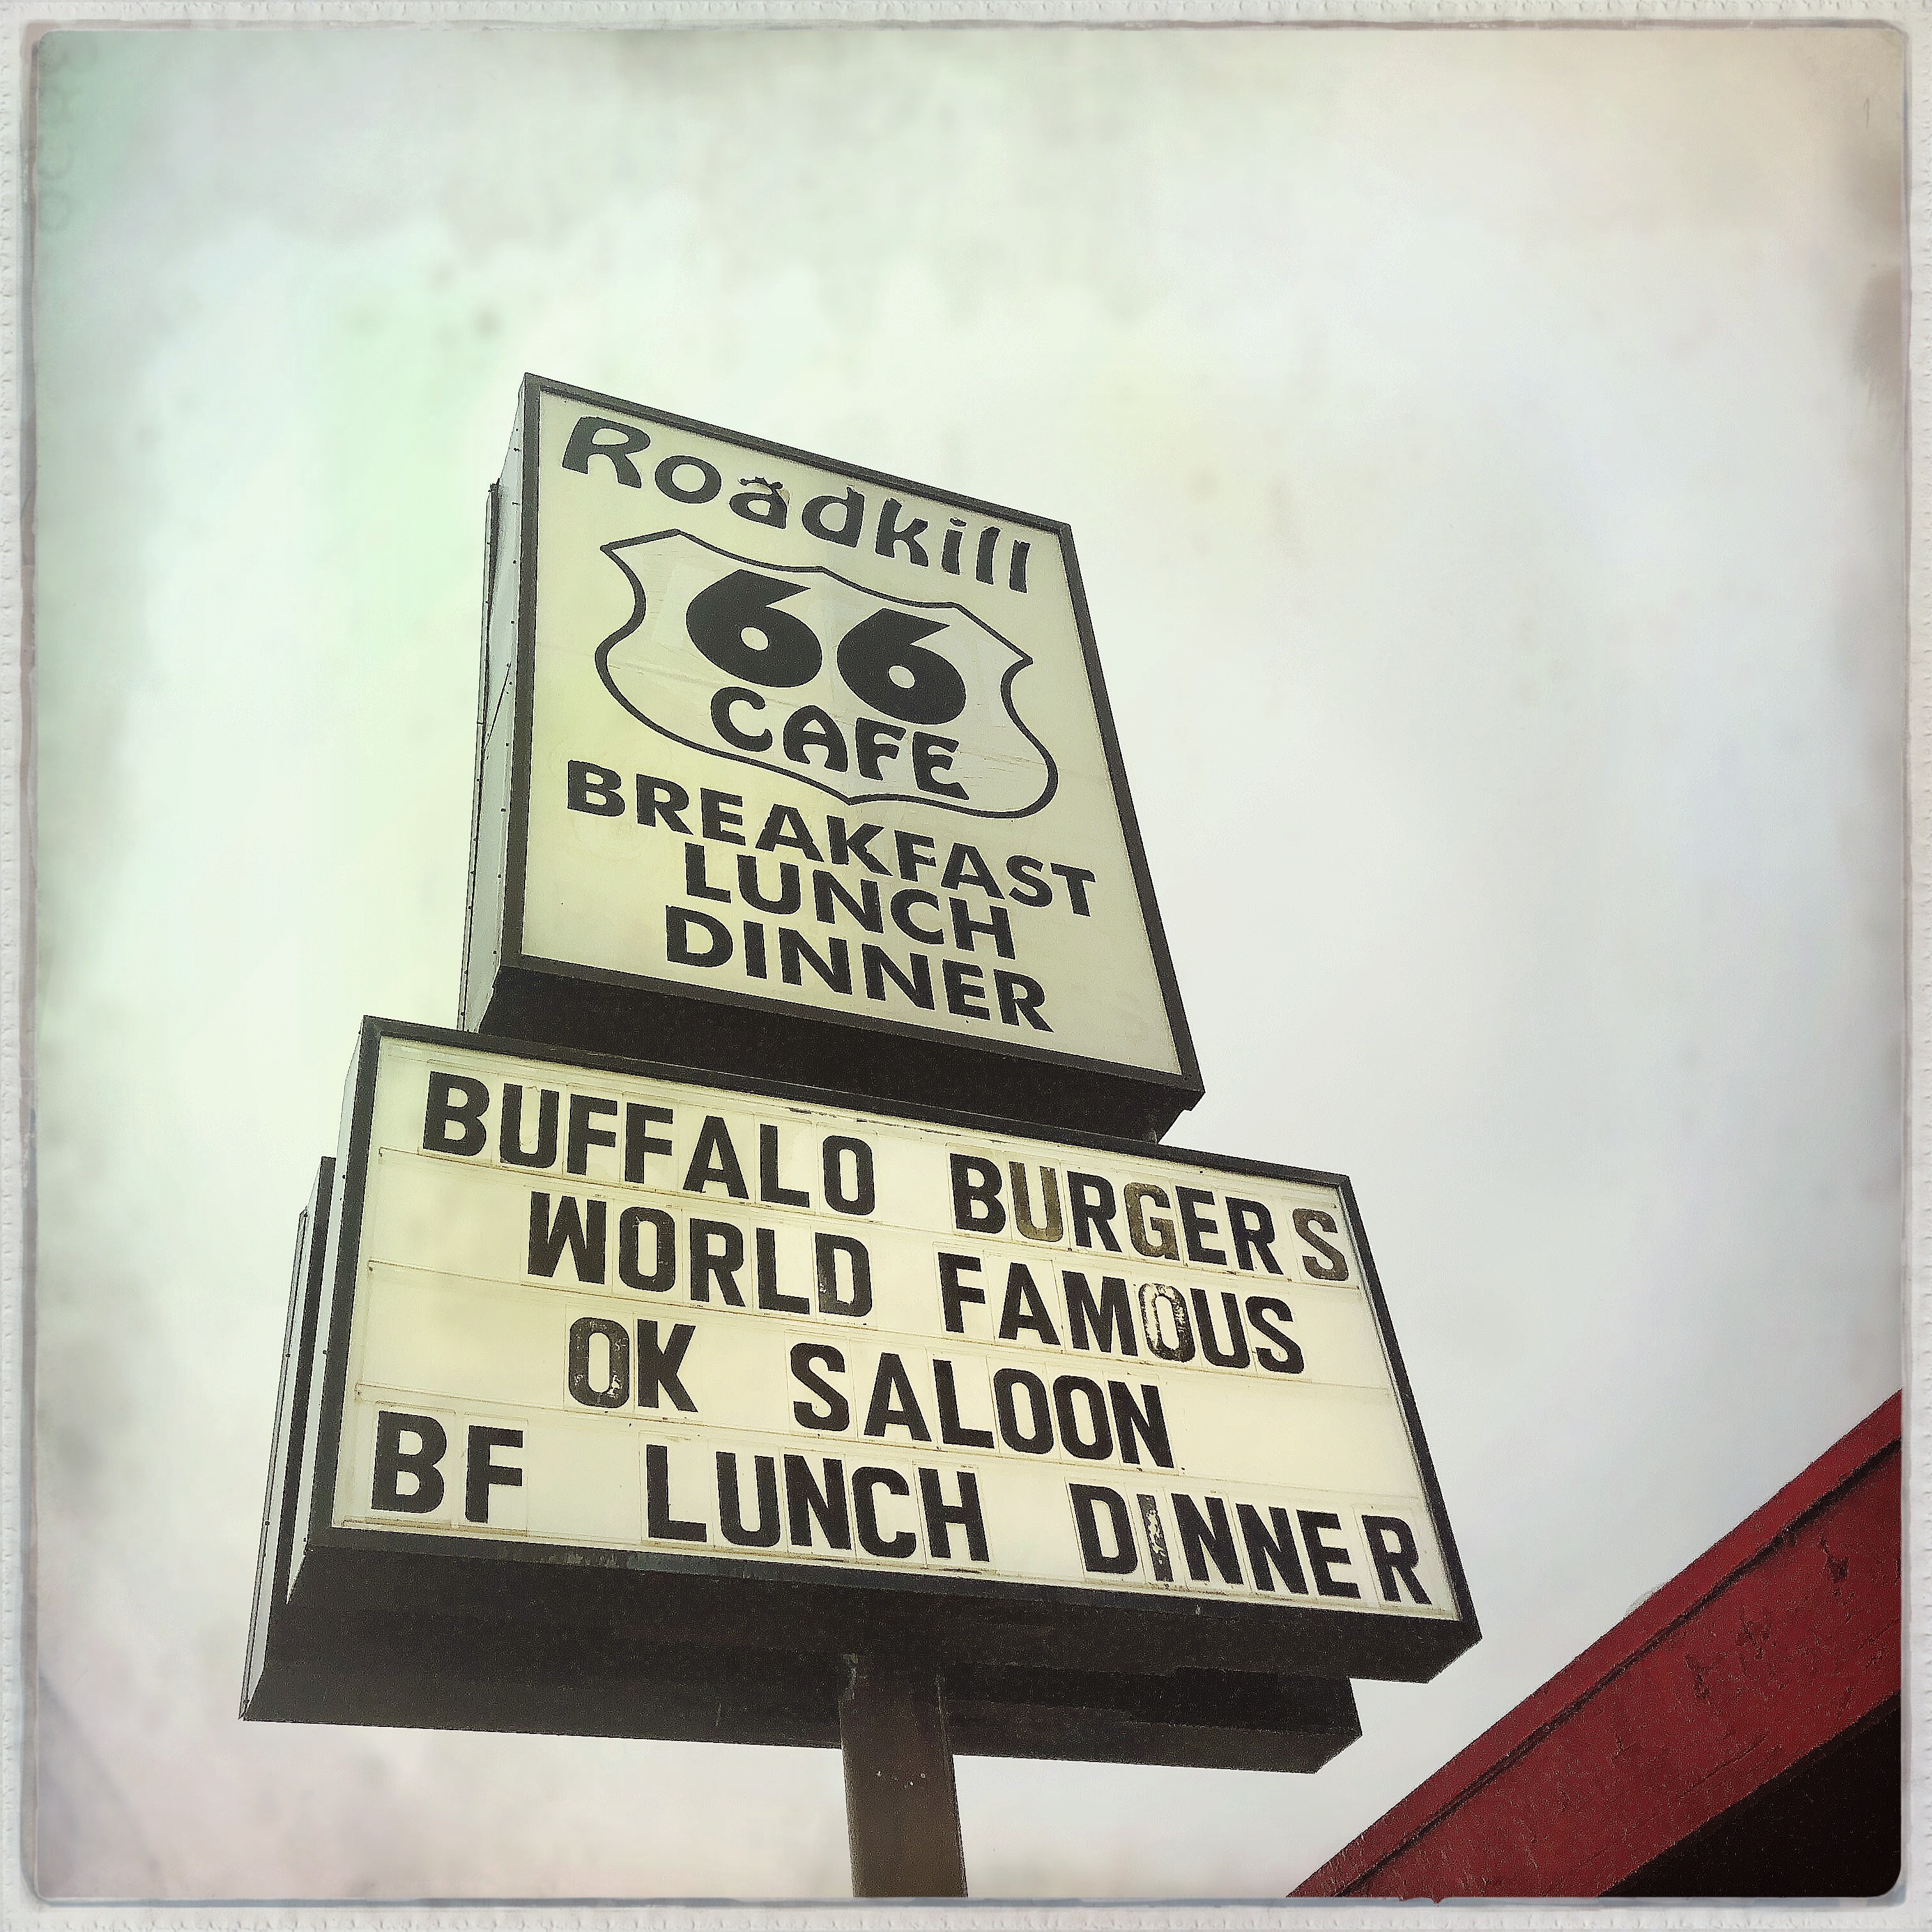 Roadkill
66
CAFE
BREAKFAST
LUNCH
DINNER
BUFFALO BURGERS
WORLD FAMOUS
OK SALOON
BF LUNCH DINNER